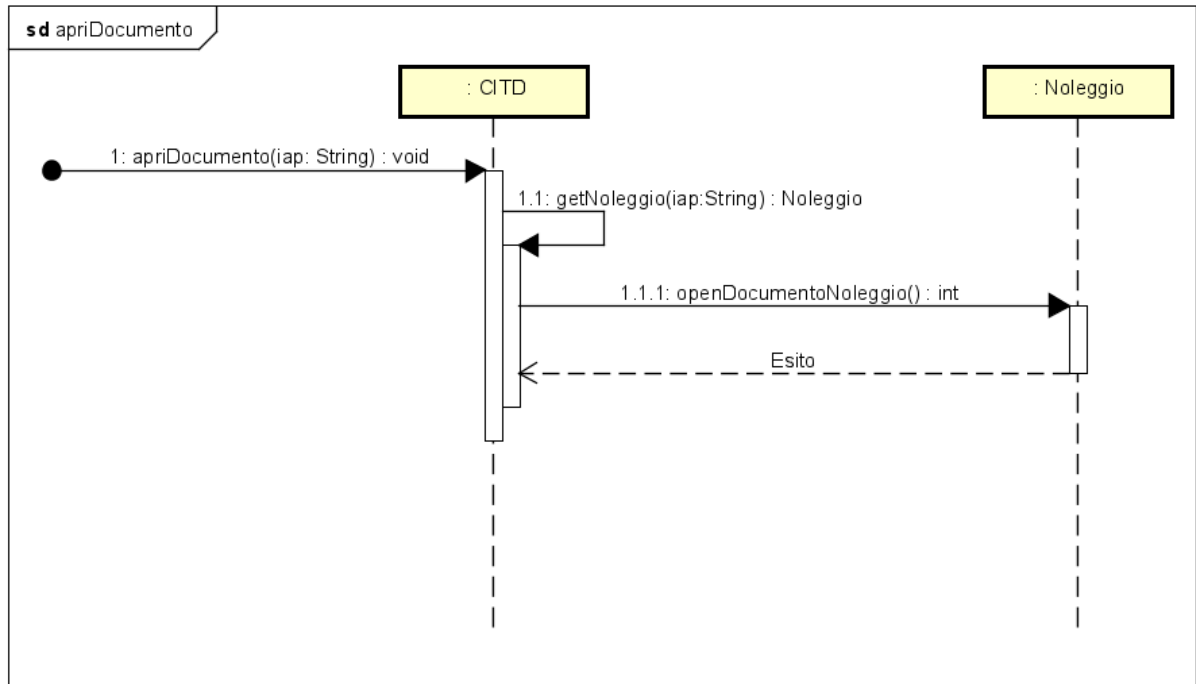 sd apriDocumento
: CITD
: Noleggio
1: apriDocumento(iap: String) : void
1.1: getNoleggio(iap:String) : Noleggio
1.1.1: openDocumentoNoleggio() : int
Esito